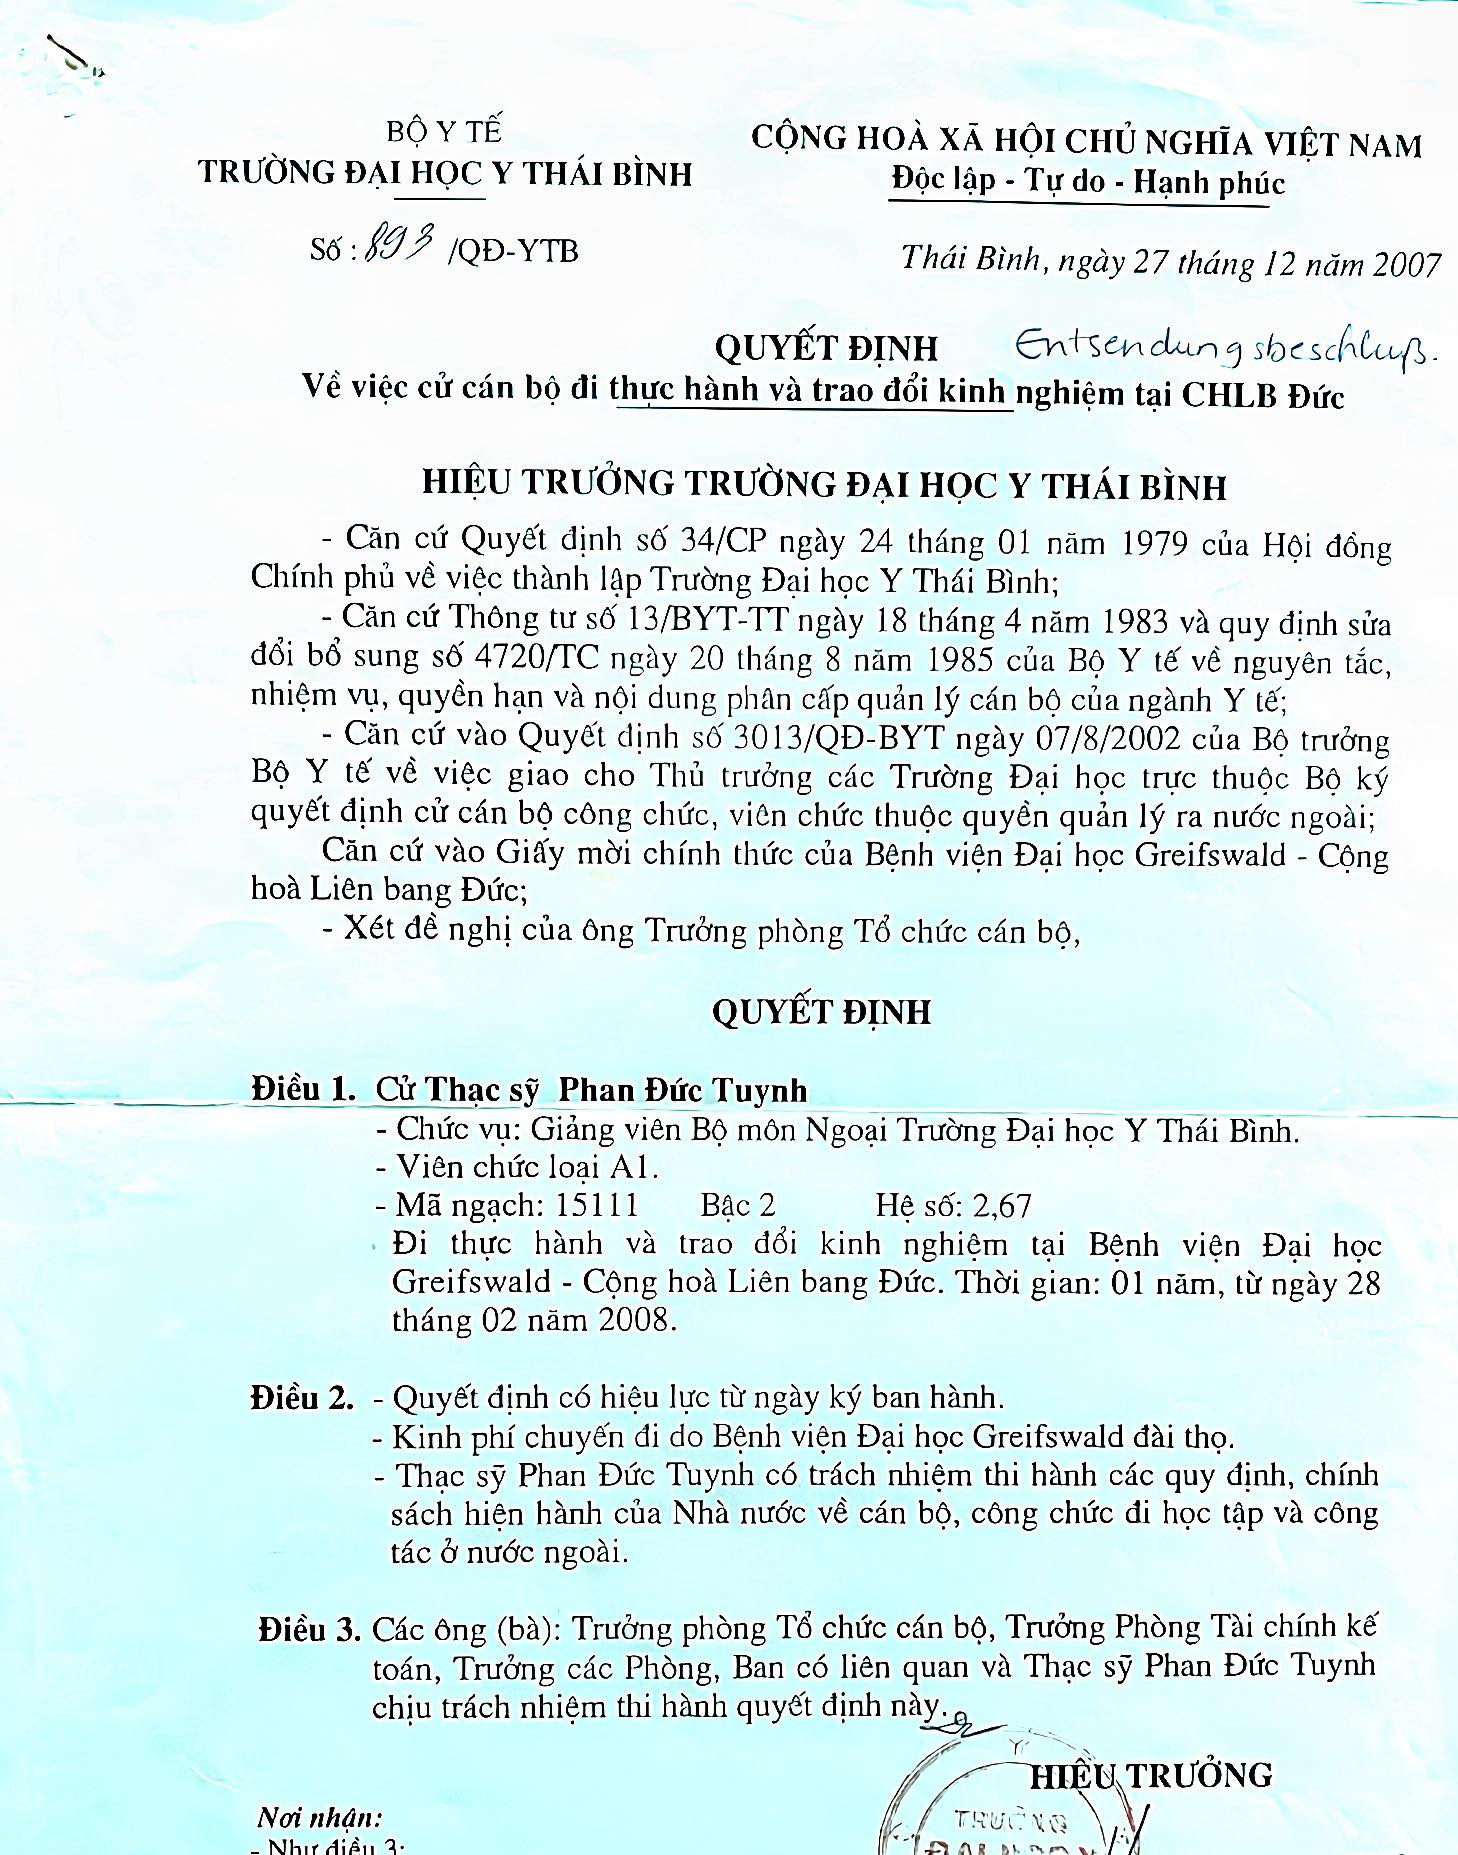 BỘ Y TẾ
TRƯỜNG ĐẠI HỌC Y THÁI BÌNH
Số : 893 /QĐ-YTB
CỘNG HOÀ XÃ HỘI CHỦ NGHĨA VIỆT NAM
Độc lập - Tự do - Hạnh phúc
Thái Bình, ngày 27 tháng 12 năm 2007
QUYẾT ĐỊNH Entsendungsbeschluß.
Về việc cử cán bộ đi thực hành và trao đổi kinh nghiệm tại CHLB Đức
HIỆU TRƯỞNG TRƯỜNG ĐẠI HỌC Y THÁI BÌNH
- Căn cứ Quyết định số 34/CP ngày 24 tháng 01 năm 1979 của Hội đồng
Chính phủ về việc thành lập Trường Đại học Y Thái Bình;
- Căn cứ Thông tư số 13/BYT-TT ngày 18 tháng 4 năm 1983 và quy định sửa
đổi bổ sung số 4720/TC ngày 20 tháng 8 năm 1985 của Bộ Y tế về nguyên tắc,
nhiệm vụ, quyền hạn và nội dung phân cấp quản lý cán bộ của ngành Y tế;
- Căn cứ vào Quyết định số 3013/QĐ-BYT ngày 07/8/2002 của Bộ trưởng
Bộ Y tế về việc giao cho Thủ trưởng các Trường Đại học trực thuộc Bộ ký
quyết định cử cán bộ công chức, viên chức thuộc quyền quản lý ra nước ngoài;
Căn cứ vào Giấy mời chính thức của Bệnh viện Đại học Greifswald - Cộng
hoà Liên bang Đức;
- Xét đề nghị của ông Trưởng phòng Tổ chức cán bộ,
QUYẾT ĐỊNH
Điều 1. Cử Thạc sỹ Phan Đức Tuynh
- Chức vụ: Giảng viên Bộ môn Ngoại Trường Đại học Y Thái Bình.
- Viên chức loại A1.
- Mã ngạch: 15111 Bậc 2 Hệ số: 2,67
Đi thực hành và trao đổi kinh nghiệm tại Bệnh viện Đại học
Greifswald - Cộng hoà Liên bang Đức. Thời gian: 01 năm, từ ngày 28
tháng 02 năm 2008.
Điều 2. - Quyết định có hiệu lực từ ngày ký ban hành.
- Kinh phí chuyến đi do Bệnh viện Đại học Greifswald đài thọ.
- Thạc sỹ Phan Đức Tuynh có trách nhiệm thi hành các quy định, chính
sách hiện hành của Nhà nước về cán bộ, công chức đi học tập và công
tác ở nước ngoài.
Điều 3. Các ông (bà): Trưởng phòng Tổ chức cán bộ, Trưởng Phòng Tài chính kế
toán, Trưởng các Phòng, Ban có liên quan và Thạc sỹ Phan Đức Tuynh
chịu trách nhiệm thi hành quyết định này.
HIỆU TRƯỞNG
Nơi nhận:
- Như điều 3;
TRƯỜNG
ĐẠI HỌC Y